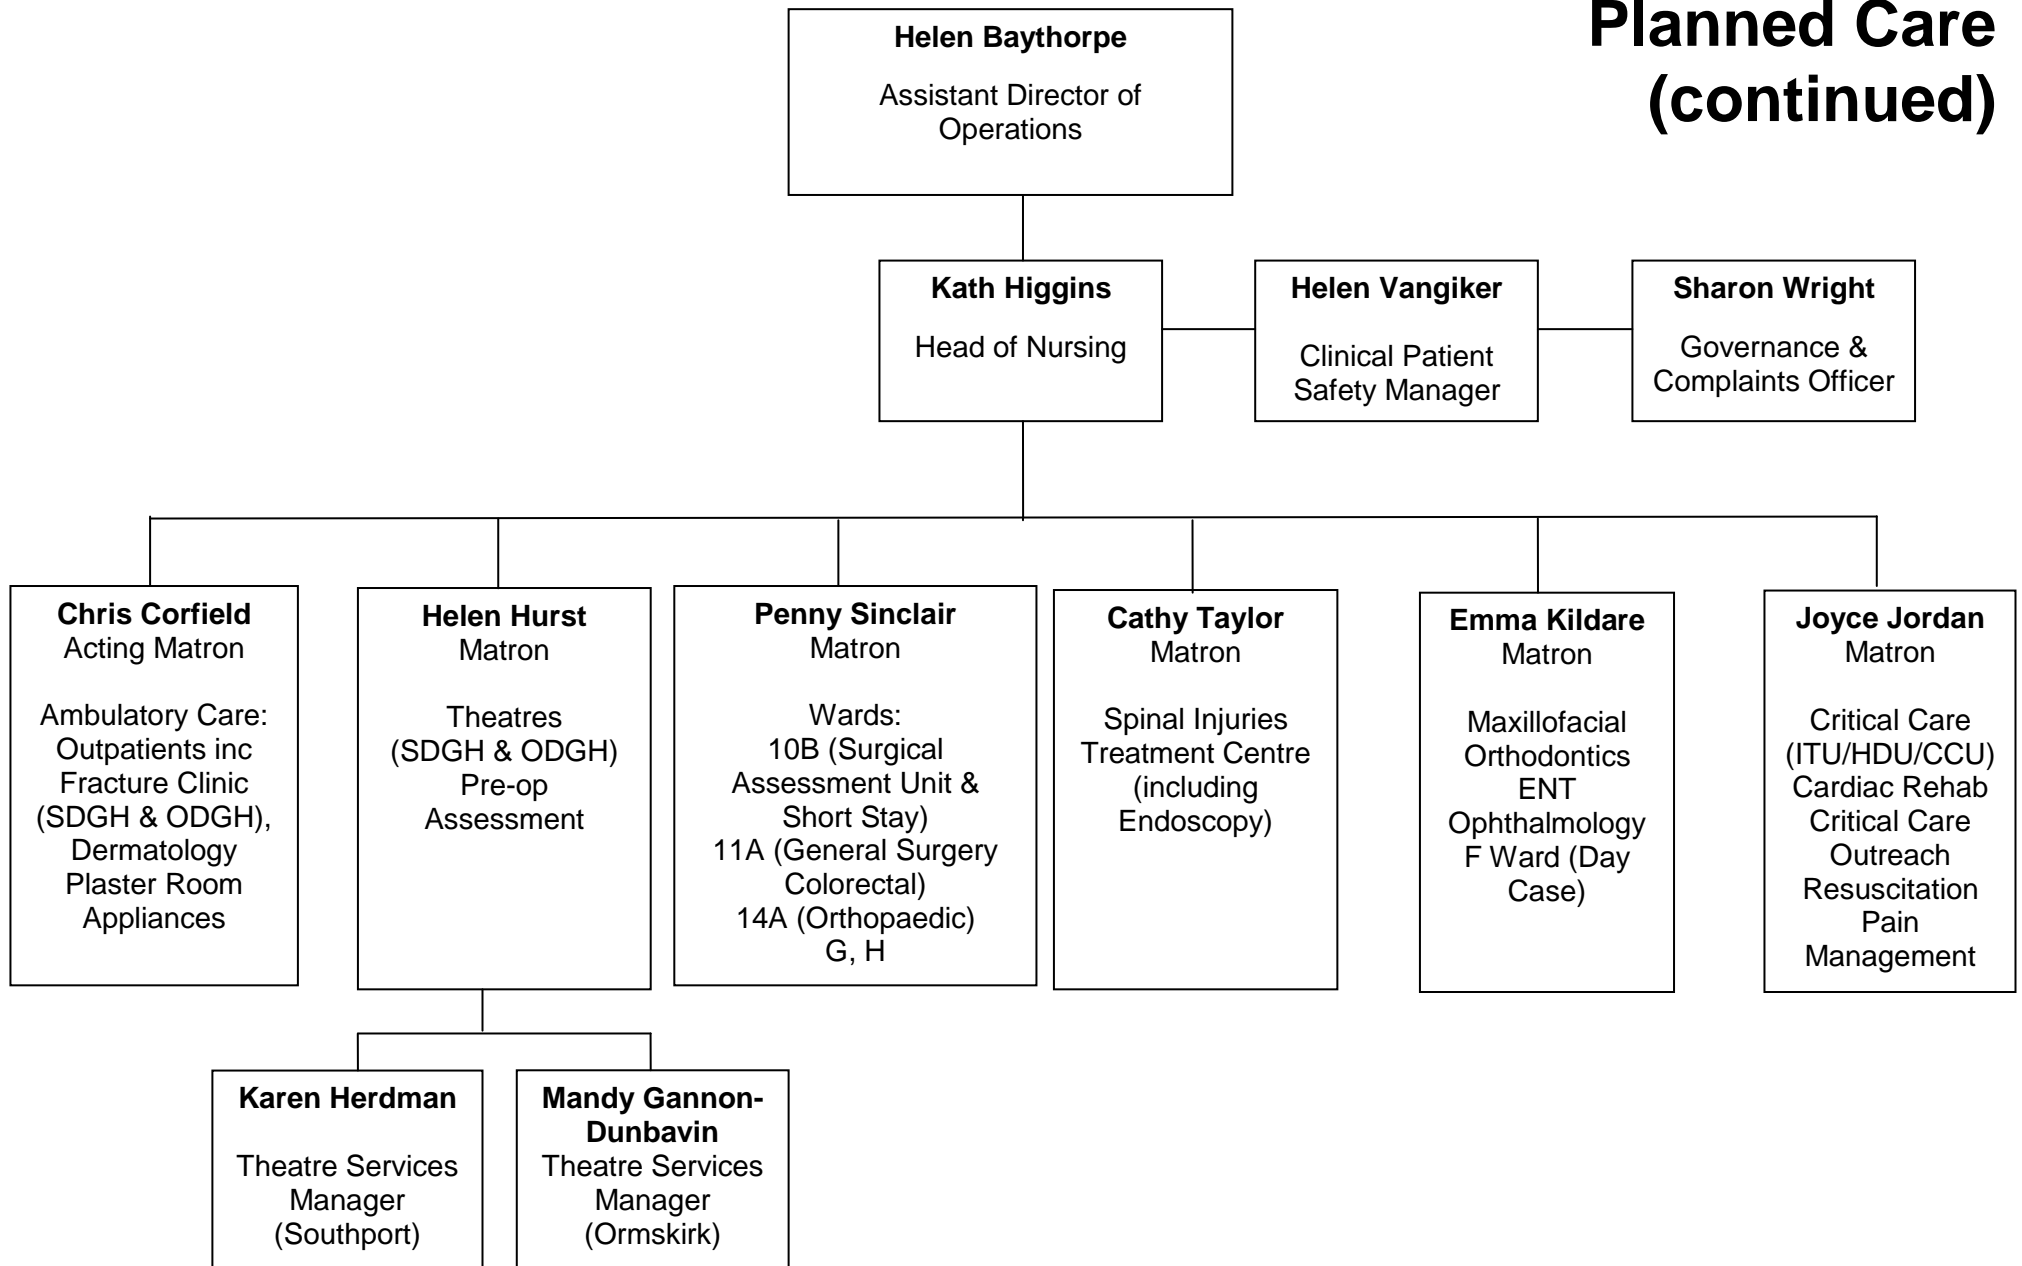 Planned Care
(continued)
Helen Baythorpe
Assistant Director of
Operations
Kath Higgins
Head of Nursing
Helen Vangiker
Clinical Patient
Safety Manager
Sharon Wright
Governance &
Complaints Officer
Chris Corfield
Acting Matron
Ambulatory Care:
Outpatients inc
Fracture Clinic
(SDGH & ODGH),
Dermatology
Plaster Room
Appliances
Helen Hurst
Matron
Theatres
(SDGH & ODGH)
Pre-op
Assessment
Penny Sinclair
Matron
Wards:
10B (Surgical
Assessment Unit &
Short Stay)
11A (General Surgery
Colorectal)
14A (Orthopaedic)
G, H
Cathy Taylor
Matron
Spinal Injuries
Treatment Centre
(including
Endoscopy)
Emma Kildare
Matron
Maxillofacial
Orthodontics
ENT
Ophthalmology
F Ward (Day
Case)
Joyce Jordan
Matron
Critical Care
(ITU/HDU/CCU)
Cardiac Rehab
Critical Care
Outreach
Resuscitation
Pain
Management
Karen Herdman
Theatre Services
Manager
(Southport)
Mandy Gannon-
Dunbavin
Theatre Services
Manager
(Ormskirk)